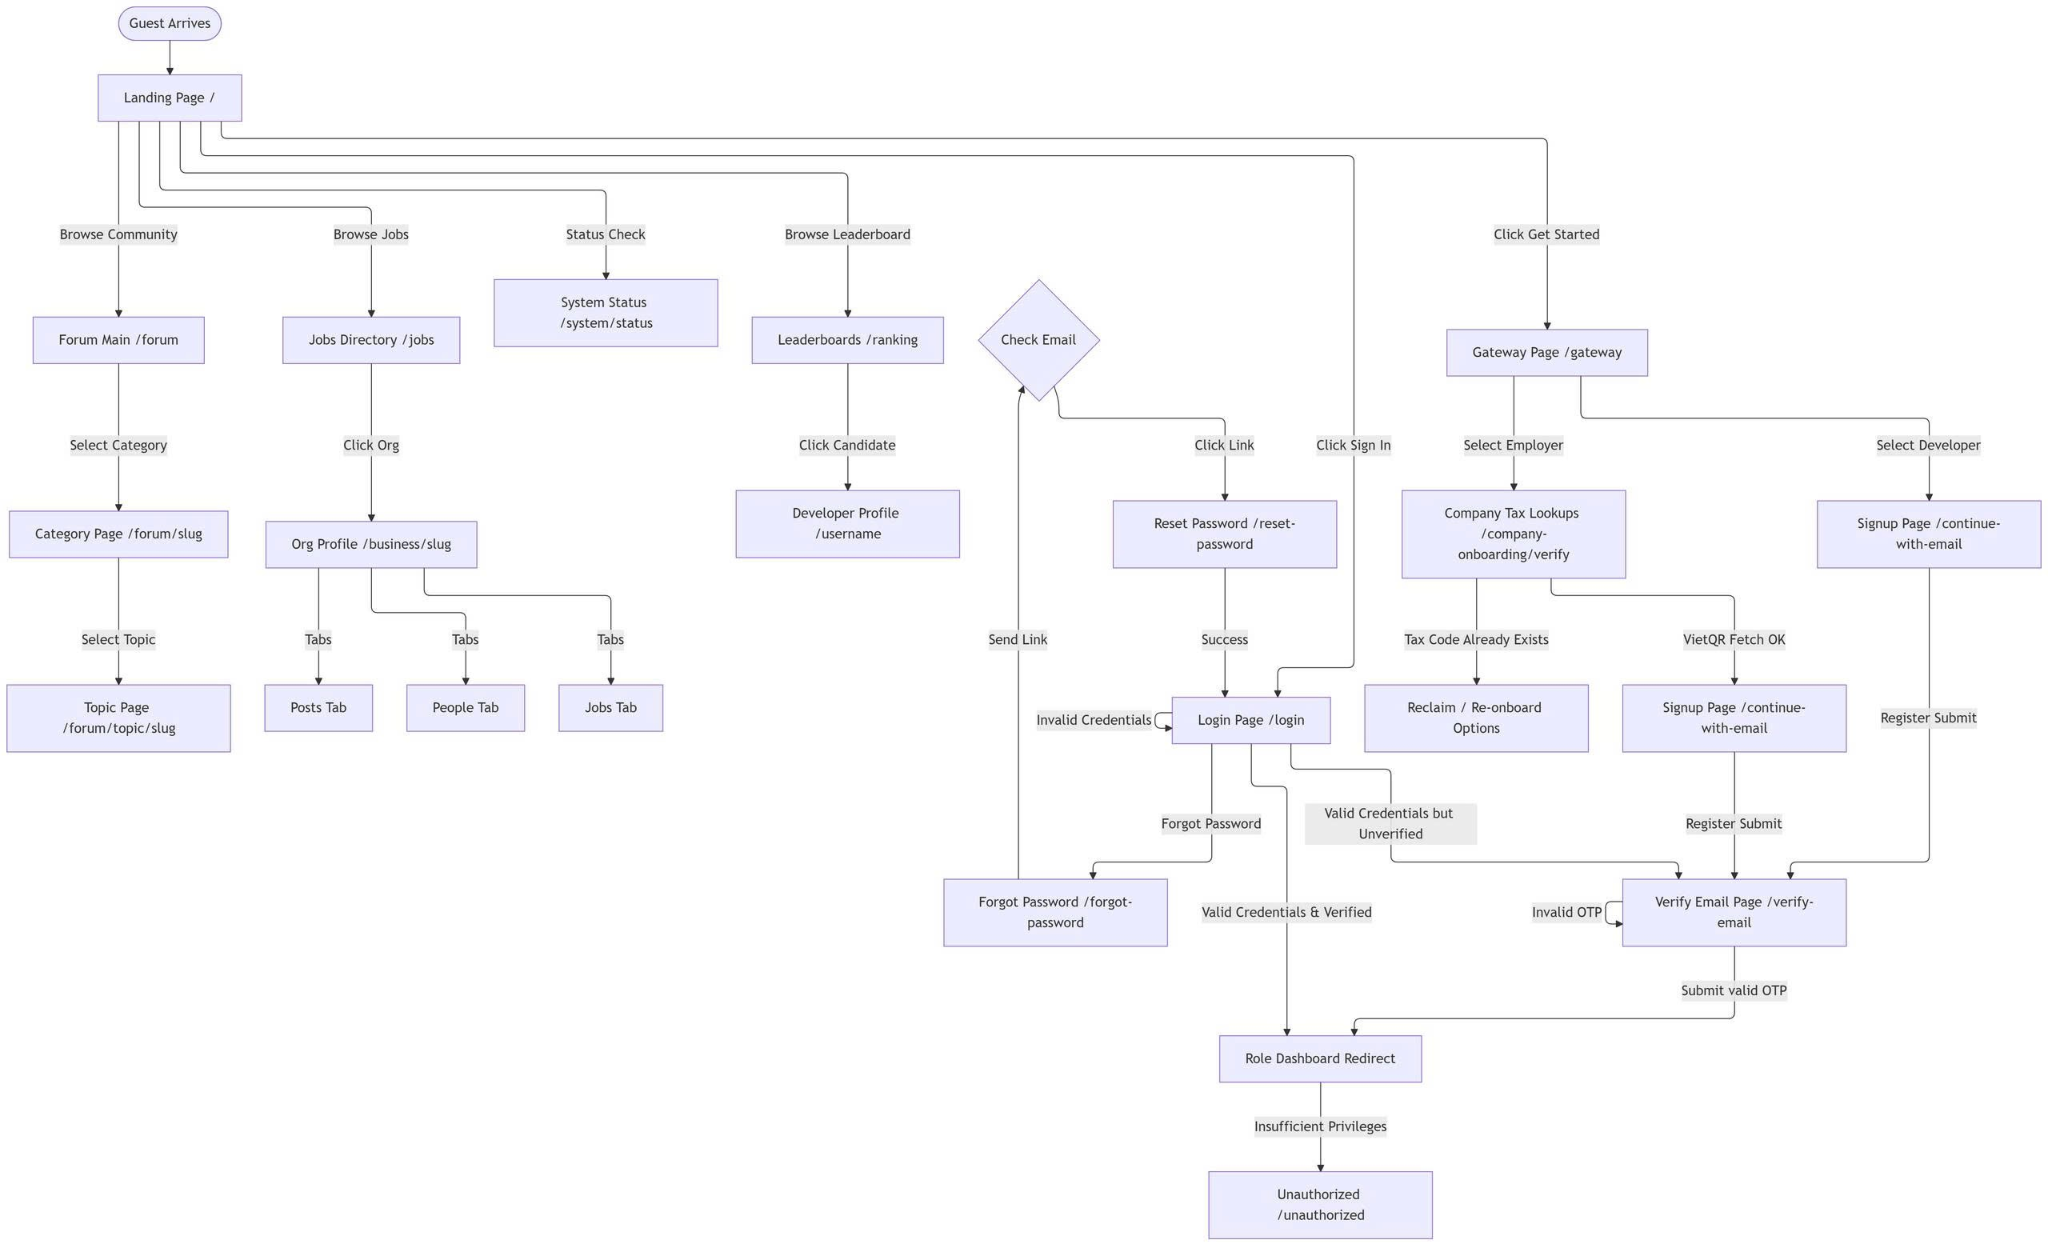 Guest Arrives
Landing Page /
Browse Community
Browse Jobs
Status Check
Browse Leaderboard
Click Get Started
System Status
/system/status
Forum Main /forum
Jobs Directory /jobs
Leaderboards /ranking
Check Email
Gateway Page /gateway
Select Category
Click Org
Click Candidate
Click Link
Click Sign In
Select Employer
Select Developer
Category Page /forum/slug
Org Profile /business/slug
Developer Profile
/username
Reset Password /reset-
password
Company Tax Lookups
/company-
onboarding/verify
Signup Page /continue-
with-email
Select Topic
Tabs
Tabs
Tabs
Send Link
Success
Tax Code Already Exists
VietQR Fetch OK
Topic Page
/forum/topic/slug
Posts Tab
People Tab
Jobs Tab
Invalid Credentials
Login Page /login
Reclaim / Re-onboard
Options
Signup Page /continue-
with-email
Register Submit
Forgot Password
Valid Credentials but
Unverified
Register Submit
Forgot Password /forgot-
password
Valid Credentials & Verified
Invalid OTP
Verify Email Page /verify-
email
Submit valid OTP
Role Dashboard Redirect
Insufficient Privileges
Unauthorized
/unauthorized